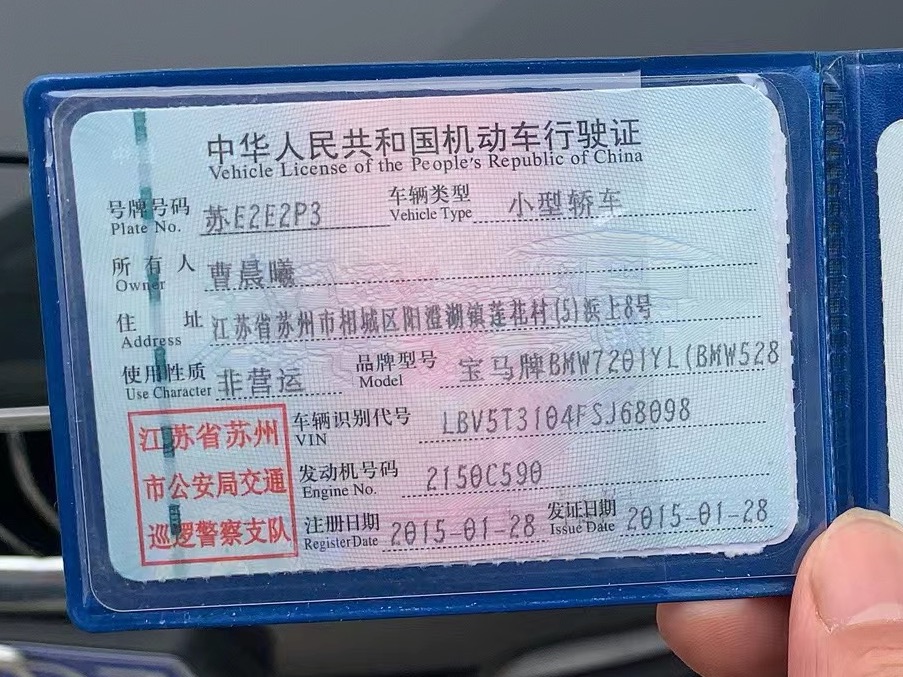 中华人民共和国机动车行驶证
Vehicle License of the People's Republic of China
号牌号码 苏E2E2P3 车辆类型 小型轿车
Plate No. Vehicle Type
所有人 曹晨曦
Owner
住址 江苏省苏州市相城区阳澄湖镇莲花村(5)浜上8号
Address
使用性质 非营运 品牌型号 宝马牌BMW7201YL(BMW528
Use Character Model
江苏省苏州
市公安局交通
巡逻警察支队
车辆识别代号 LBV5T3104FSJ68098
VIN
发动机号码 2150C590
Engine No.
注册日期 2015-01-28 发证日期 2015-01-28
Register Date Issue Date